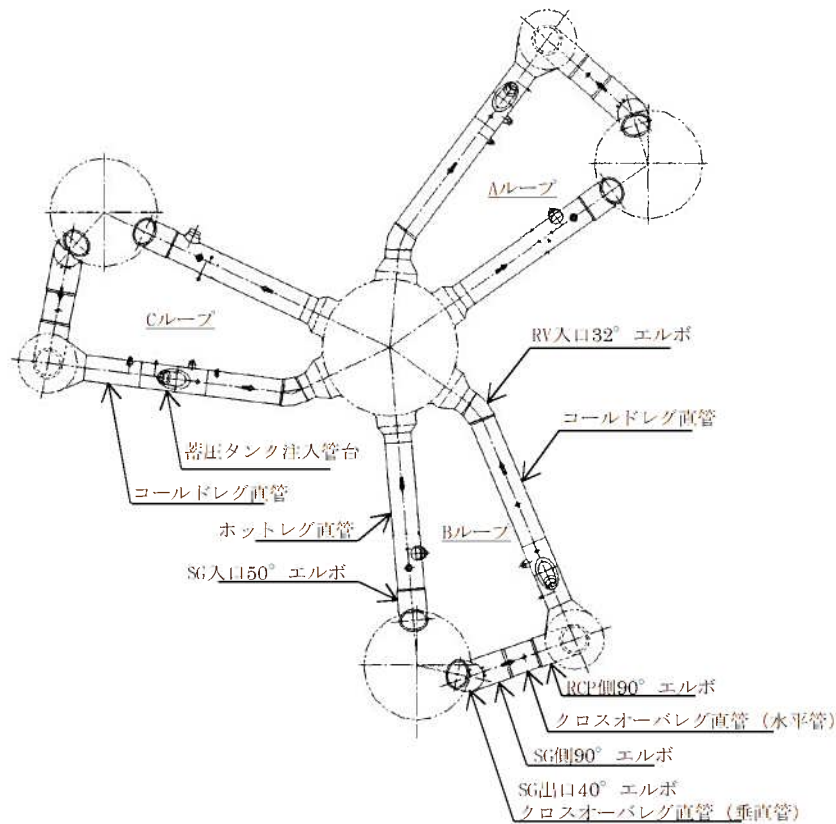 Aループ
Cループ
RV入口32° エルボ
コールドレグ直管
蓄圧タンク注入管台
コールドレグ直管
ホットレグ直管
Bループ
SG入口50° エルボ
RCP側90° エルボ
クロスオーバレグ直管（水平管）
SG側90° エルボ
SG出口40° エルボ
クロスオーバレグ直管（垂直管）